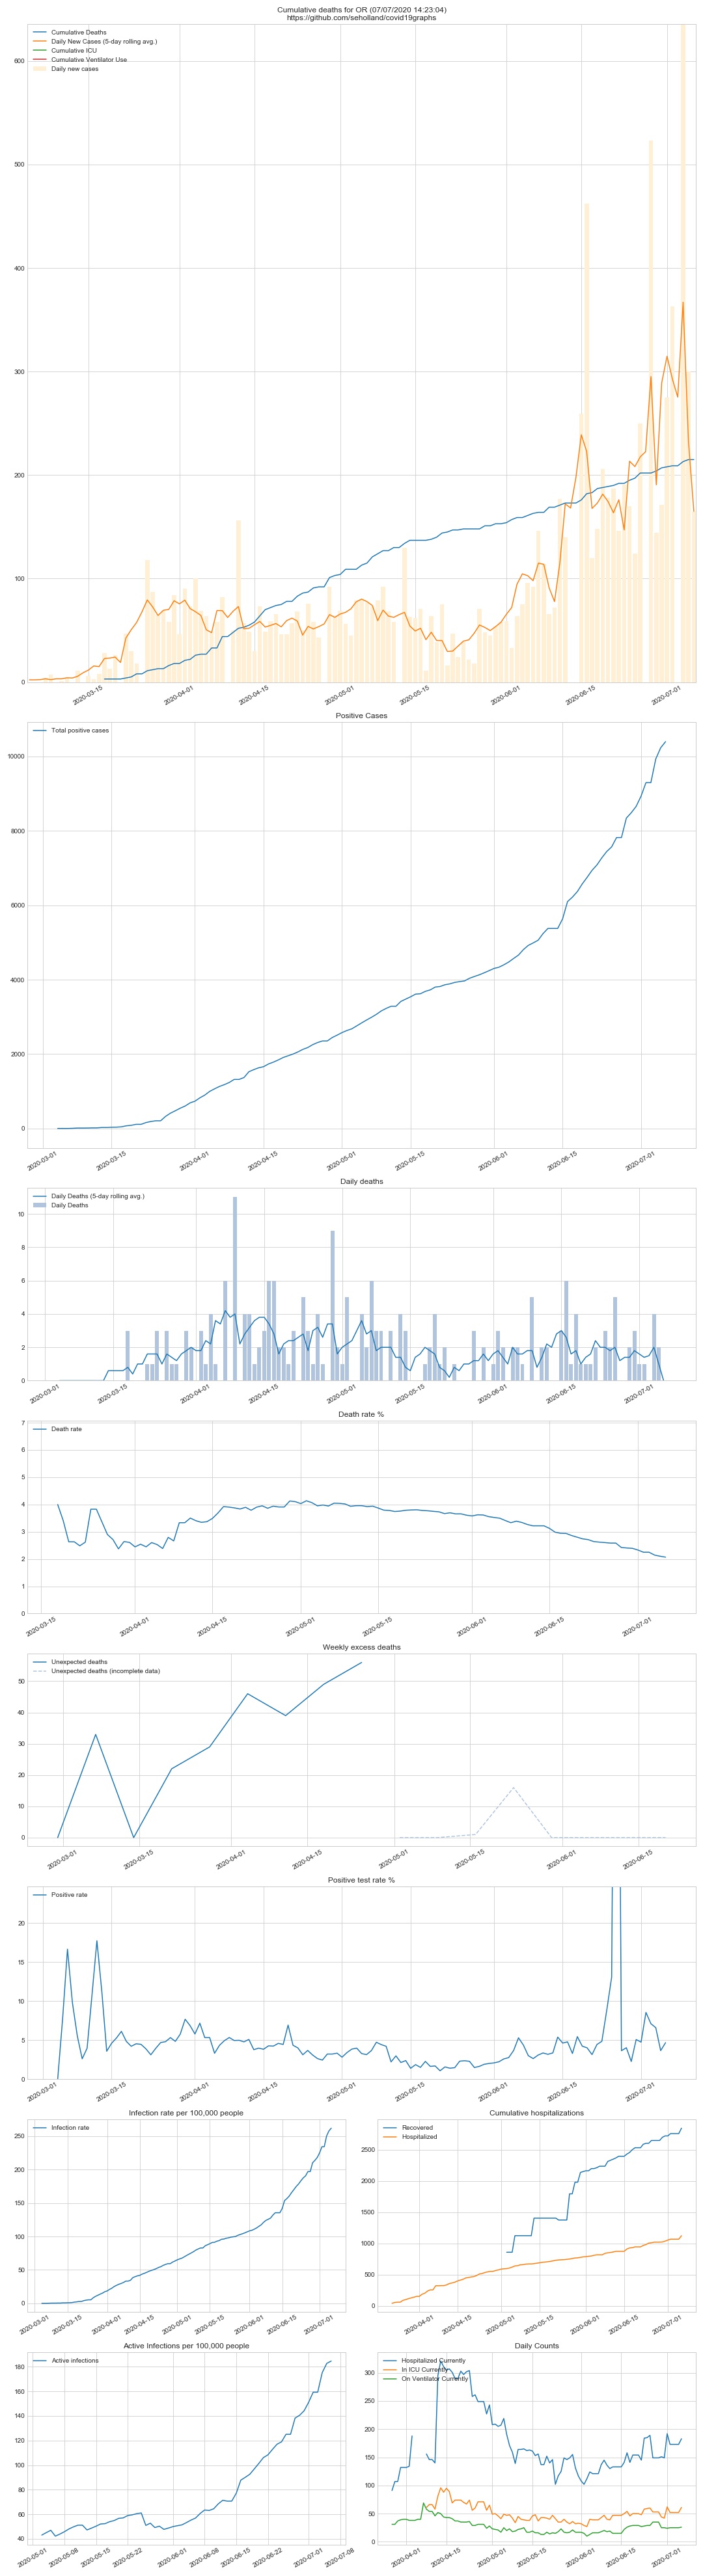 Cumulative deaths for OR (07/07/2020 14:23:04)
https://github.com/seholland/covid19graphs
Cumulative Deaths
Daily New Cases (5-day rolling avg.)
Cumulative ICU
Cumulative Ventilator Use
Daily new cases
600
500
400
300
200
100
0
2020-03-15 2020-04-01 2020-04-15 2020-05-01 2020-05-15 2020-06-01 2020-06-15 2020-07-01
Positive Cases
Total positive cases
10000
8000
6000
4000
2000
0
2020-03-01 2020-03-15 2020-04-01 2020-04-15 2020-05-01 2020-05-15 2020-06-01 2020-06-15 2020-07-01
Daily deaths
Daily Deaths (5-day rolling avg.)
Daily Deaths
10
8
6
4
2
0
2020-03-01 2020-03-15 2020-04-01 2020-04-15 2020-05-01 2020-05-15 2020-06-01 2020-06-15 2020-07-01
Death rate %
Death rate
7
6
5
4
3
2
1
0
2020-03-15 2020-04-01 2020-04-15 2020-05-01 2020-05-15 2020-06-01 2020-06-15 2020-07-01
Weekly excess deaths
Unexpected deaths
Unexpected deaths (incomplete data)
50
40
30
20
10
0
2020-03-01 2020-03-15 2020-04-01 2020-04-15 2020-05-01 2020-05-15 2020-06-01 2020-06-15
Positive test rate %
Positive rate
20
15
10
5
0
2020-03-01 2020-03-15 2020-04-01 2020-04-15 2020-05-01 2020-05-15 2020-06-01 2020-06-15 2020-07-01
Infection rate per 100,000 people
Infection rate
250
200
150
100
50
0
2020-03-01 2020-03-15 2020-04-01 2020-04-15 2020-05-01 2020-05-15 2020-06-01 2020-06-15 2020-07-01
Cumulative hospitalizations
Recovered
Hospitalized
2500
2000
1500
1000
500
0
2020-04-01 2020-04-15 2020-05-01 2020-05-15 2020-06-01 2020-06-15 2020-07-01
Active Infections per 100,000 people
Active infections
180
160
140
120
100
80
60
40
2020-05-01 2020-05-08 2020-05-15 2020-05-22 2020-06-01 2020-06-08 2020-06-15 2020-06-22 2020-07-01 2020-07-08
Daily Counts
Hospitalized Currently
In ICU Currently
On Ventilator Currently
300
250
200
150
100
50
0
2020-04-01 2020-04-15 2020-05-01 2020-05-15 2020-06-01 2020-06-15 2020-07-01